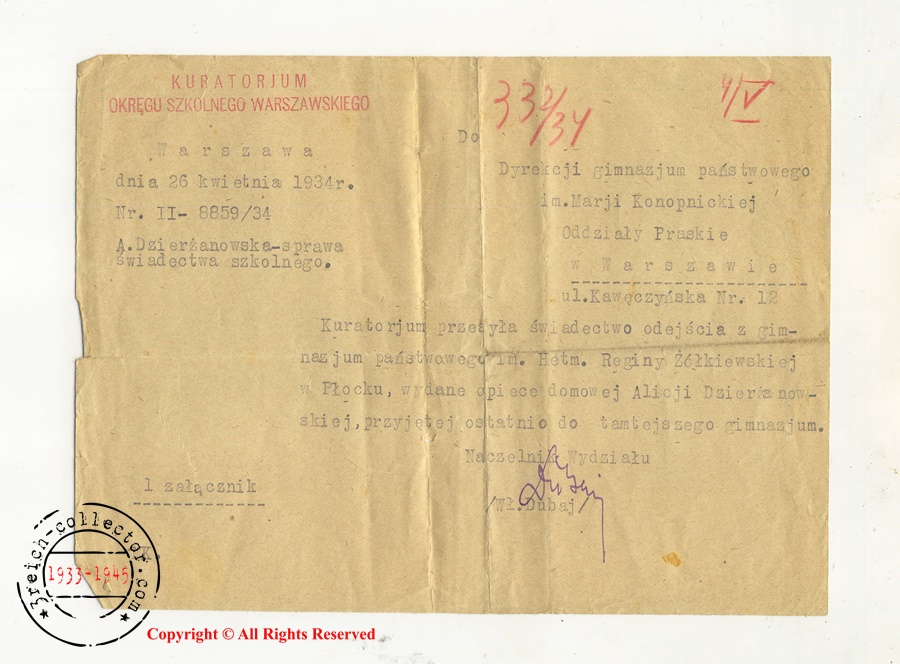 KURATORJUM
OKRĘGU SZKOLNEGO WARSZAWSKIEGO
332/34
4/V
Warszawa
dnia 26 kwietnia 1934r.
Nr. II- 8859/34
A.Dzierżanowska-sprawa
świadectwa szkolnego.
Do
Dyrekcji gimnazjum państwowego
im.Marji Konopnickiej
Oddziały Praskie
w Warszawie
ul.Kawęczyńska Nr. 12
Kuratorjum przesyła świadectwo odejścia z gim-
nazjum państwowego im. Hetm. Reginy Żółkiewskiej
w Płocku, wydane opiece domowej Alicji Dzierżanow-
skiej,przyjętej ostatnio do tamtejszego gimnazjum.
Naczelnik Wydziału
/Wł.Dubaj/
1 załącznik
K.
3reich-collector.com
1933-1945
Copyright © All Rights Reserved